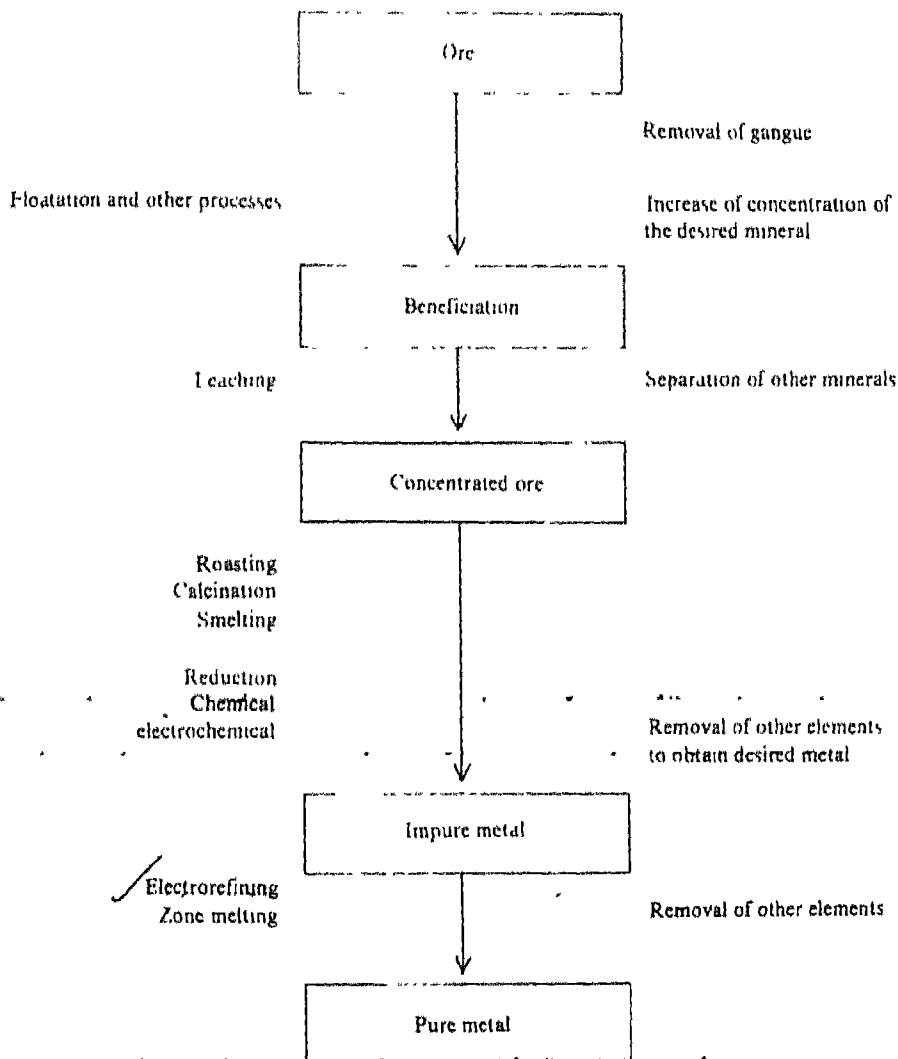 Ore
Removal of gangue
Floatation and other processes
Increase of concentration of
the desired mineral
Beneficiation
Leaching
Separation of other minerals
Concentrated ore
Roasting
Calcination
Smelting
Reduction
Chemical
electrochemical
Removal of other elements
to obtain desired metal
Impure metal
Electrorefining
Zone melting
Removal of other elements
Pure metal